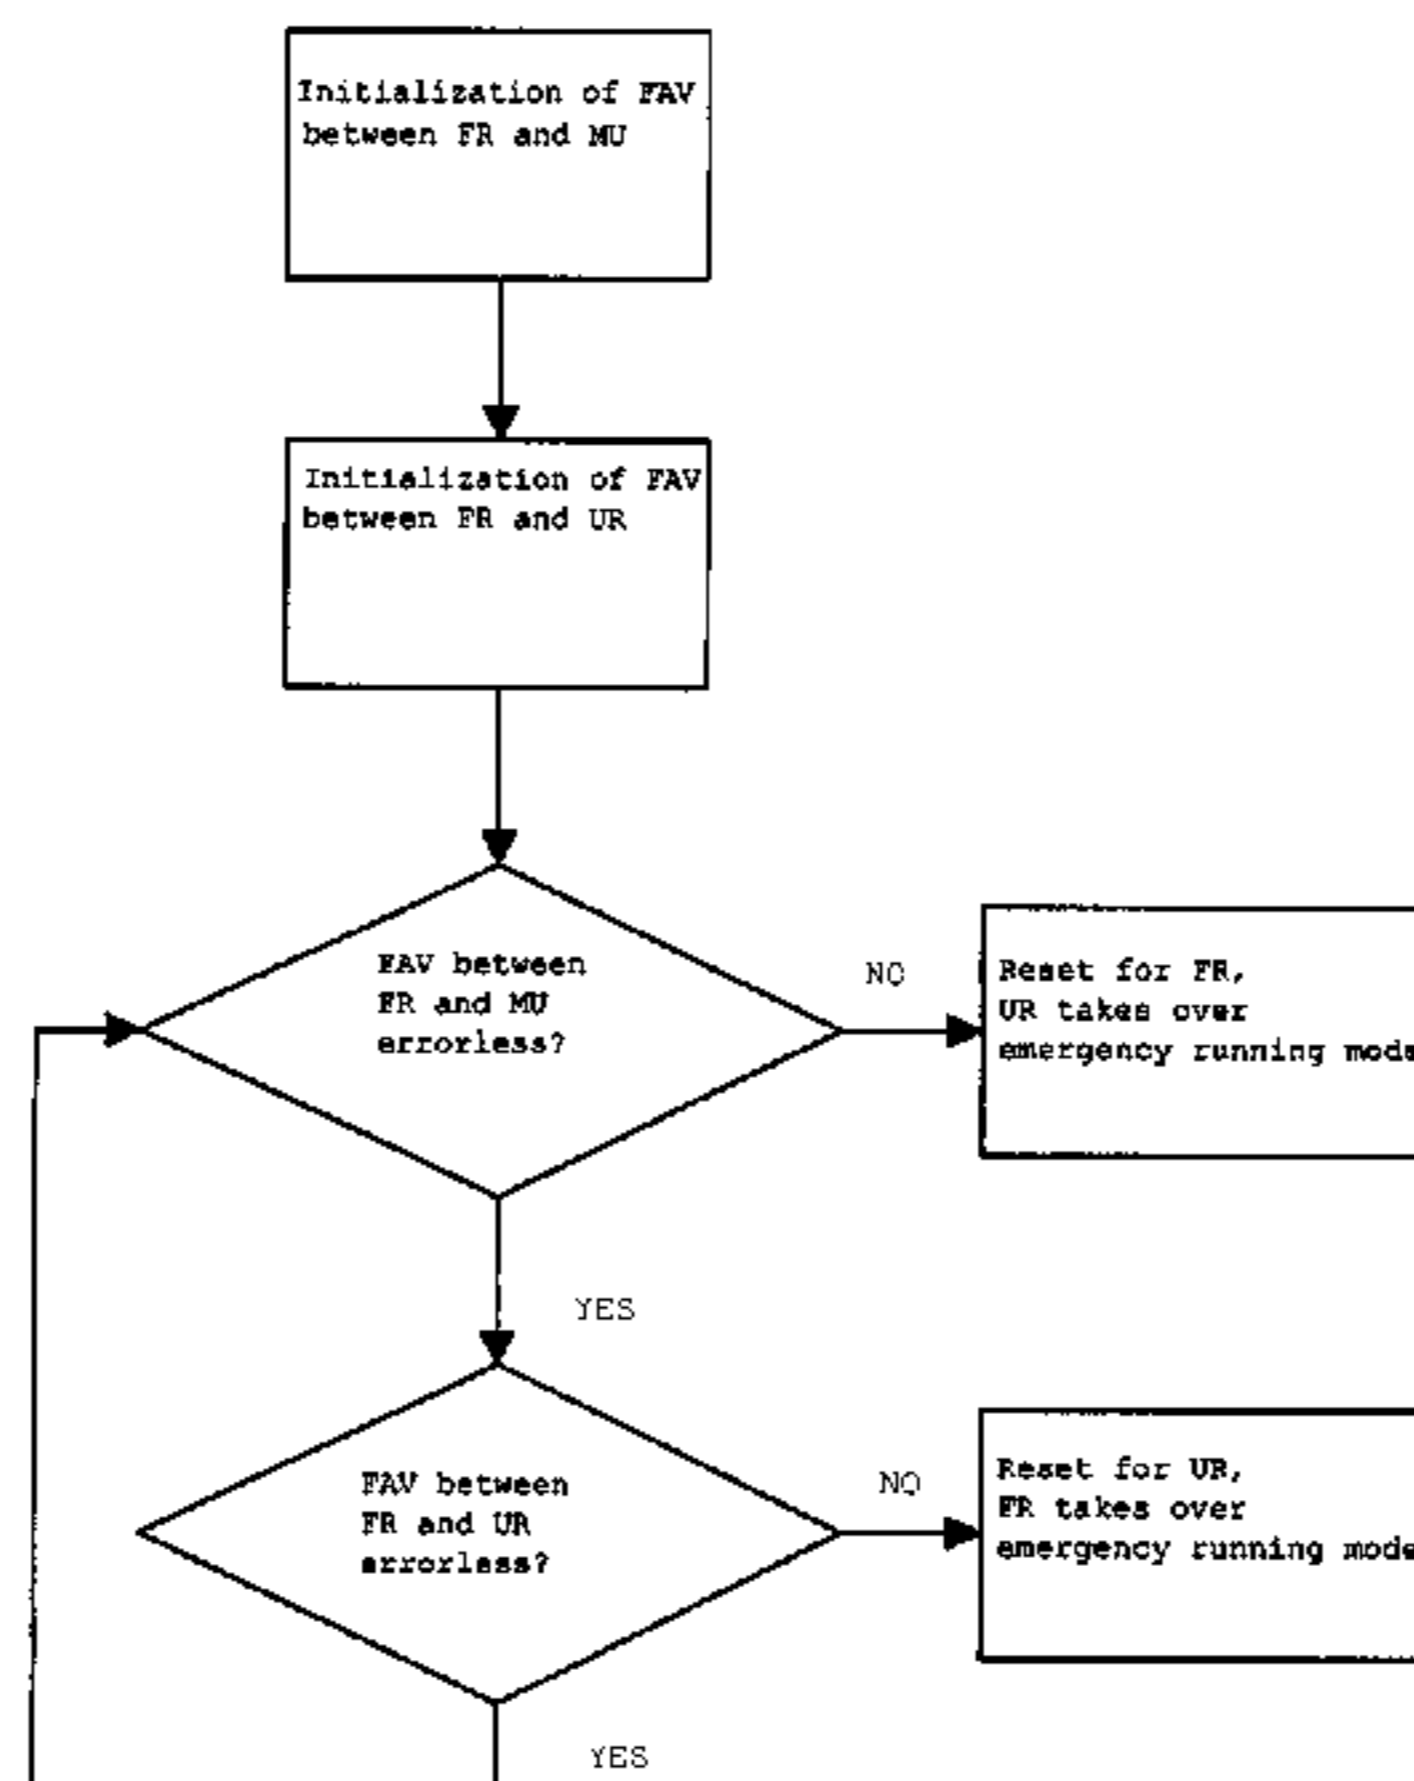 Initialization of FAV
between FR and MU
Initialization of FAV
between FR and UR
FAV between
FR and MU
errorless?
NO
Reset for FR,
UR takes over
emergency running mode
YES
FAV between
FR and UR
errorless?
NO
Reset for UR,
FR takes over
emergency running mode
YES